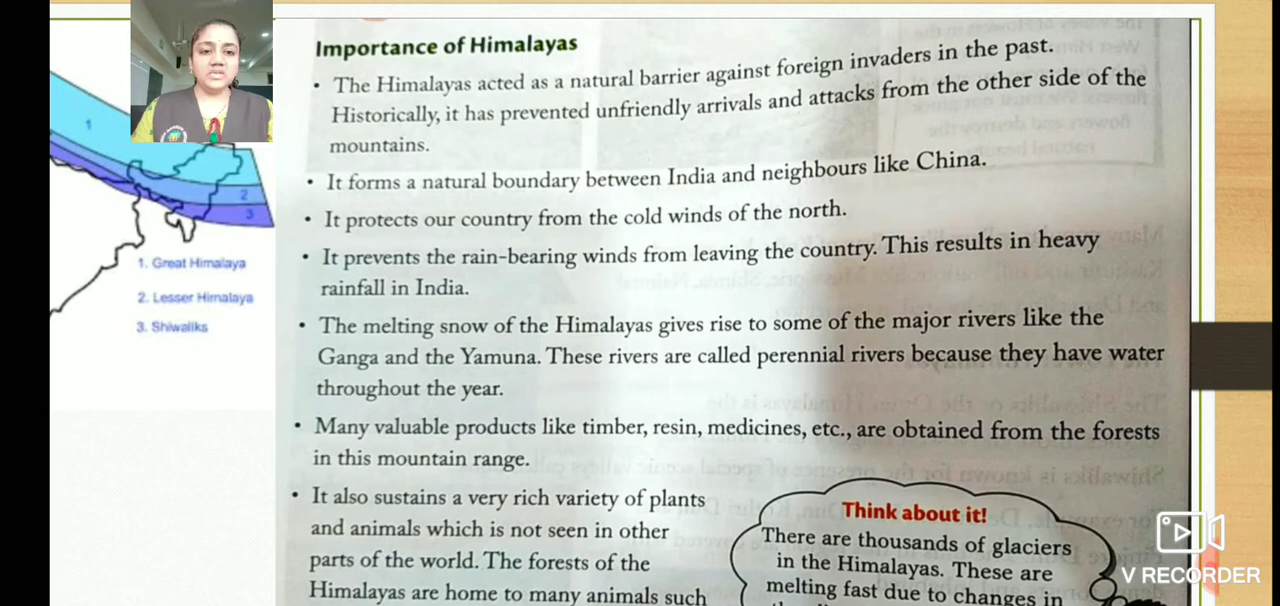 Importance of Himalayas
• The Himalayas acted as a natural barrier against foreign invaders in the past.
Historically, it has prevented unfriendly arrivals and attacks from the other side of the
mountains.
• It forms a natural boundary between India and neighbours like China.
• It protects our country from the cold winds of the north.
• It prevents the rain-bearing winds from leaving the country. This results in heavy
rainfall in India.
• The melting snow of the Himalayas gives rise to some of the major rivers like the
Ganga and the Yamuna. These rivers are called perennial rivers because they have water
throughout the year.
• Many valuable products like timber, resin, medicines, etc., are obtained from the forests
in this mountain range.
• It also sustains a very rich variety of plants
and animals which is not seen in other
parts of the world. The forests of the
Himalayas are home to many animals such
Think about it!
There are thousands of glaciers
in the Himalayas. These are
melting fast due to changes in
1
2
3
1. Great Himalaya
2. Lesser Himalaya
3. Shiwaliks
V RECORDER